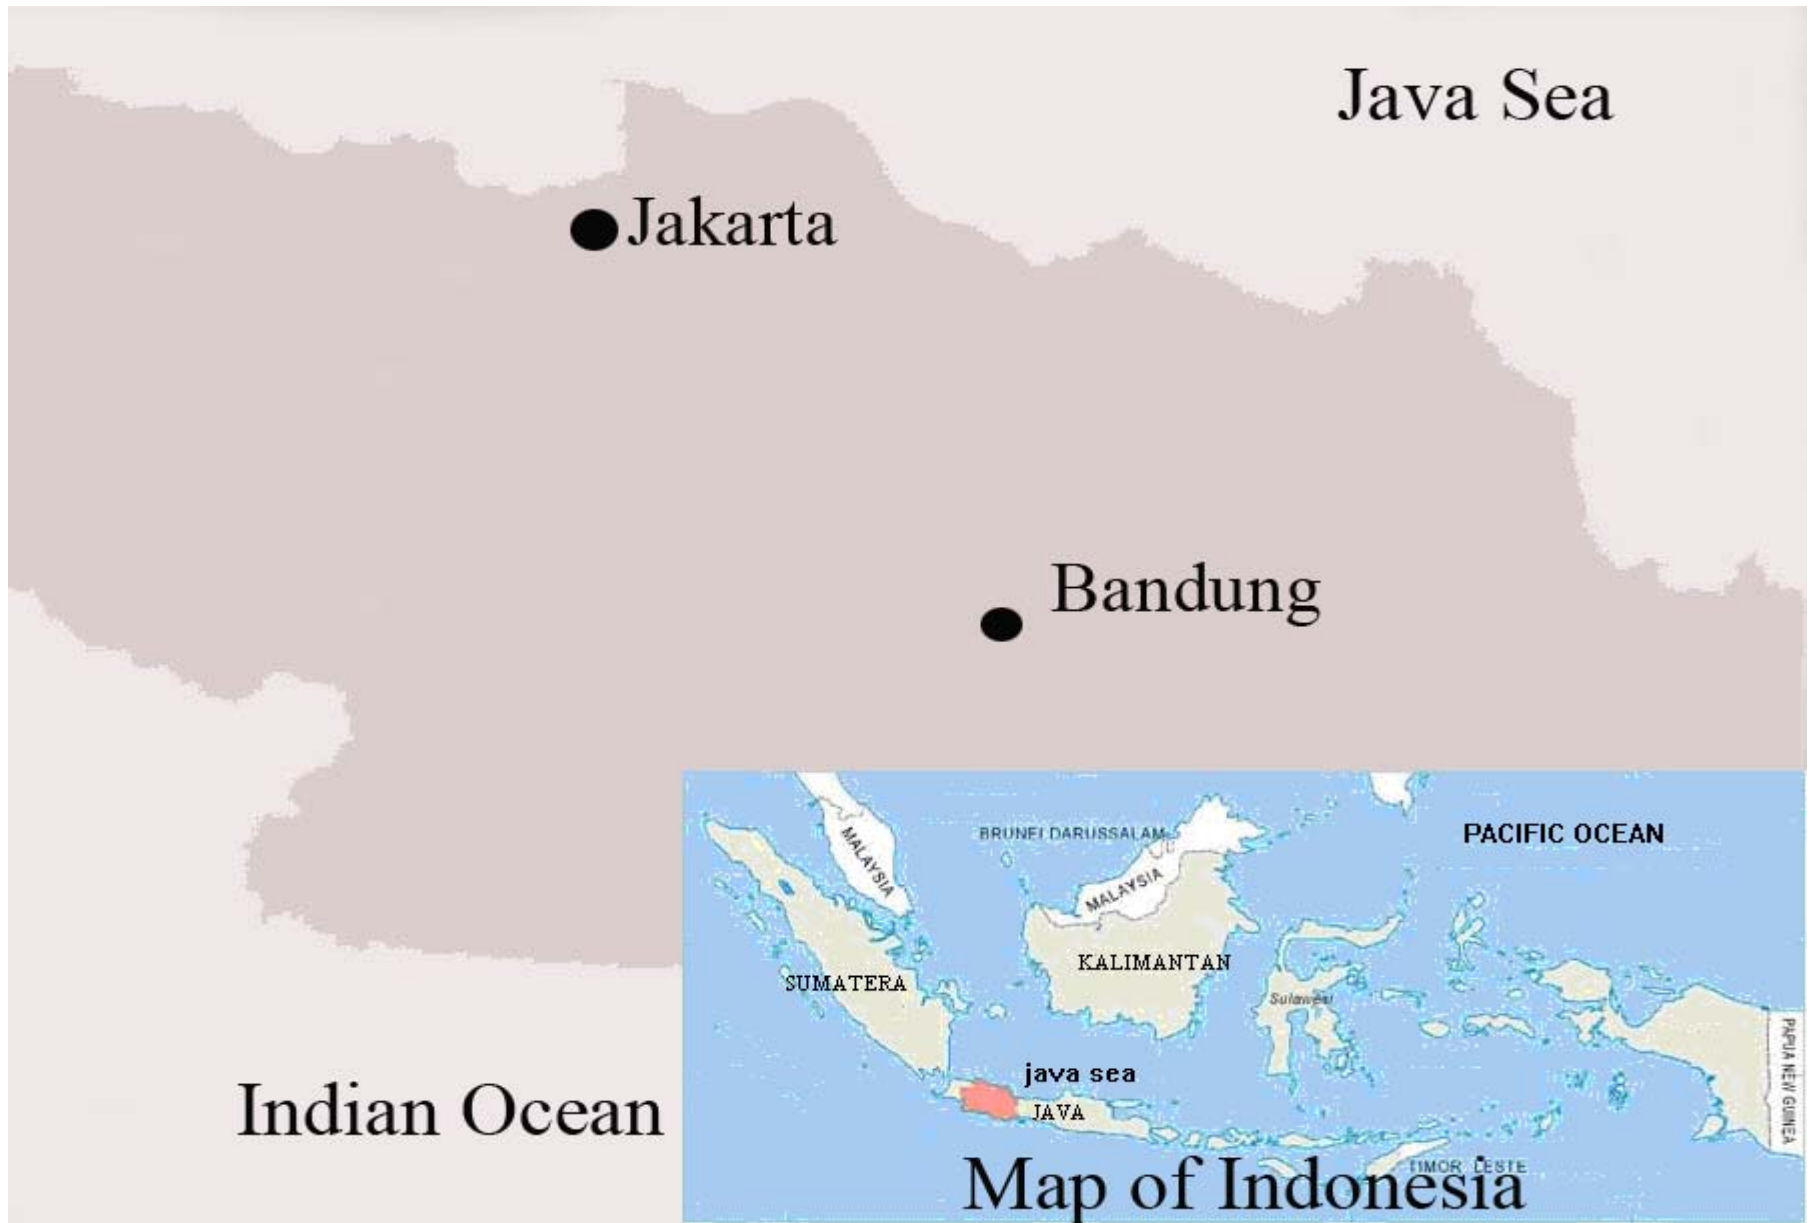 Java Sea
Jakarta
Bandung
BRUNEI DARUSSALAM
PACIFIC OCEAN
MALAYSIA
MALAYSIA
KALIMANTAN
SUMATERA
Sulawesi
PAPUA NEW GUINEA
java sea
JAVA
Indian Ocean
TIMOR LESTE
Map of Indonesia